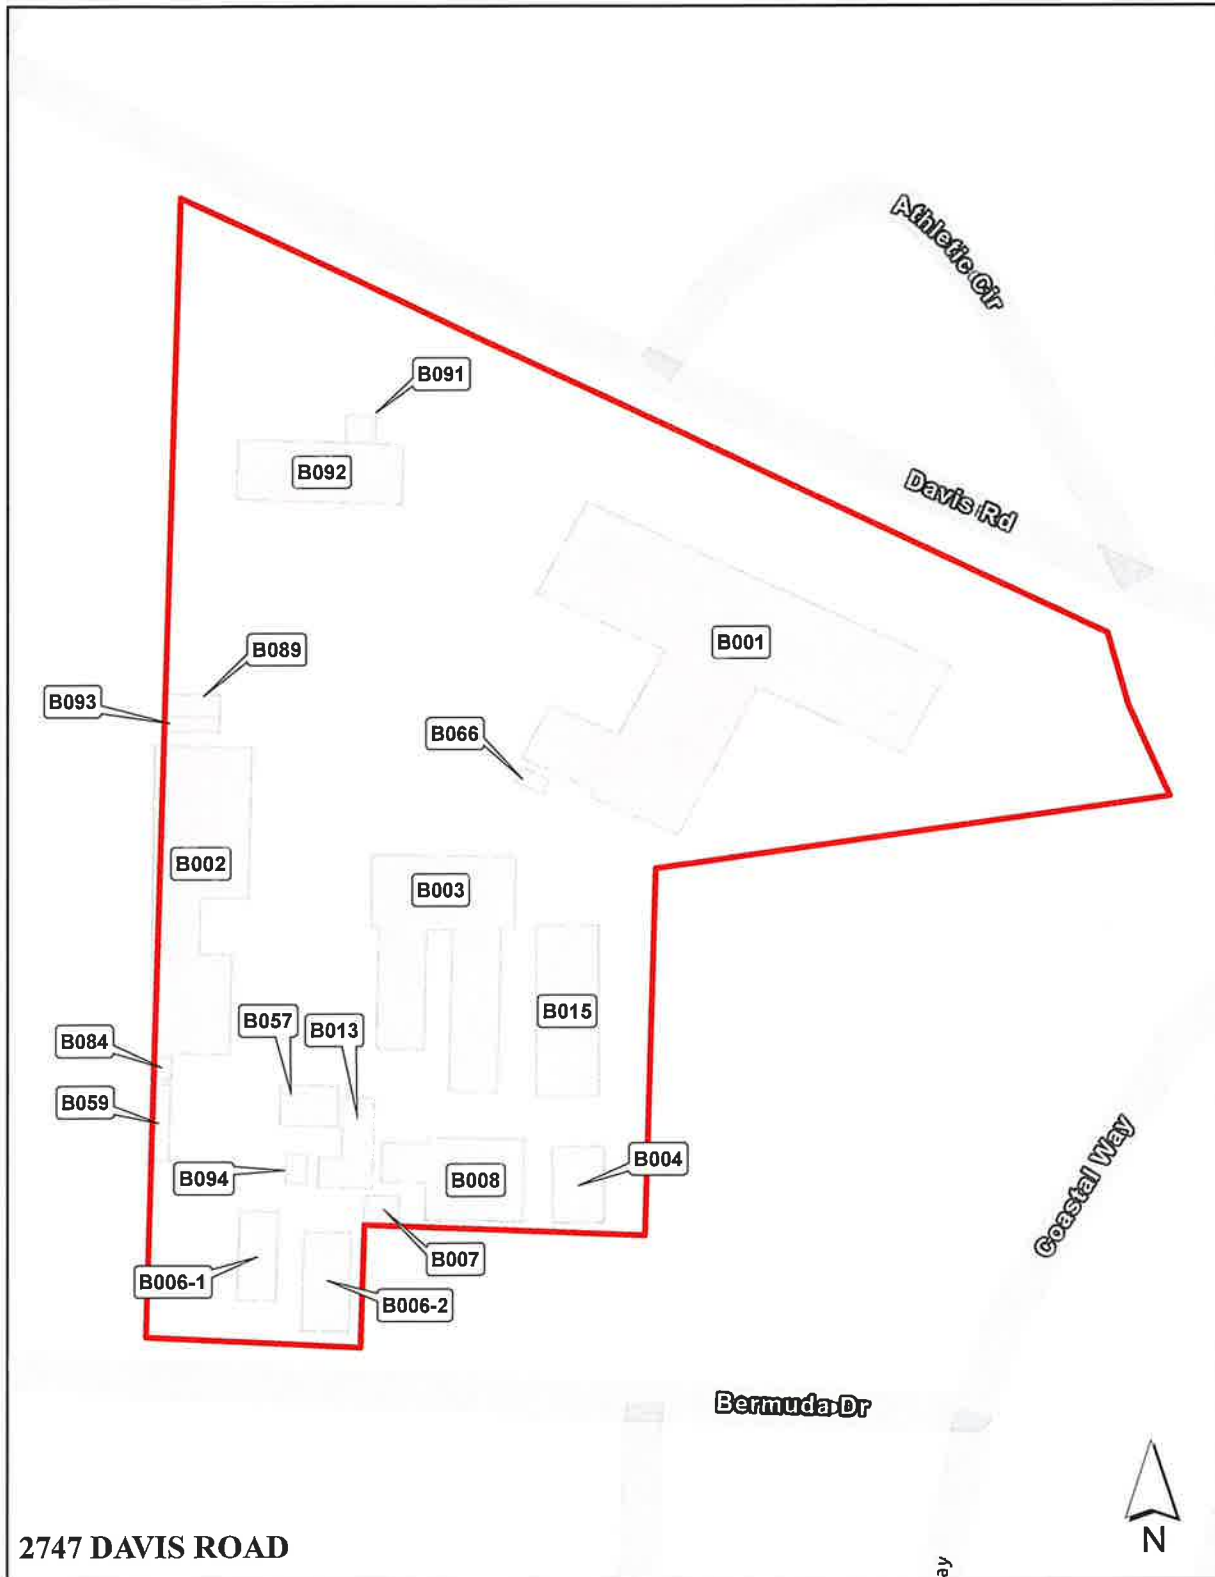 Athletic Cir
B091
B092
Davis Rd
B001
B089
B093
B066
B002
B003
B015
B057
B013
B084
B059
B004
B094
B008
B007
B006-1
B006-2
Coastal Way
Bermuda Dr
N
2747 DAVIS ROAD
ay